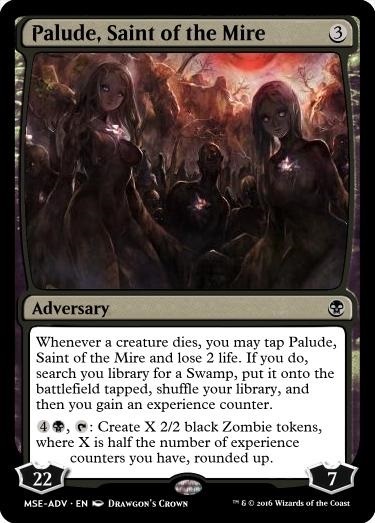 Palude, Saint of the Mire 3
Adversary
Whenever a creature dies, you may tap Palude,
Saint of the Mire and lose 2 life. If you do,
search you library for a Swamp, put it onto the
battlefield tapped, shuffle your library, and
then you gain an experience counter.
4 , : Create X 2/2 black Zombie tokens,
where X is half the number of experience
counters you have, rounded up.
22
7
MSE-ADV · EN Drawgon's Crown
™ & © 2016 Wizards of the Coast